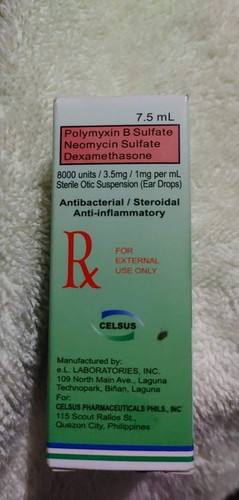 7.5 mL
Polymyxin B Sulfate
Neomycin Sulfate
Dexamethasone
8000 units / 3.5mg / 1mg per mL
Sterile Otic Suspension (Ear Drops)
Antibacterial / Steroidal
Anti-inflammatory
Rx
FOR
EXTERNAL
USE ONLY
CELSUS
Manufactured by:
e.L. LABORATORIES, INC.
109 North Main Ave., Laguna
Technopark, Biñan, Laguna
For:
CELSUS PHARMACEUTICALS PHILS., INC
115 Scout Rallos St.,
Quezon City, Philippines